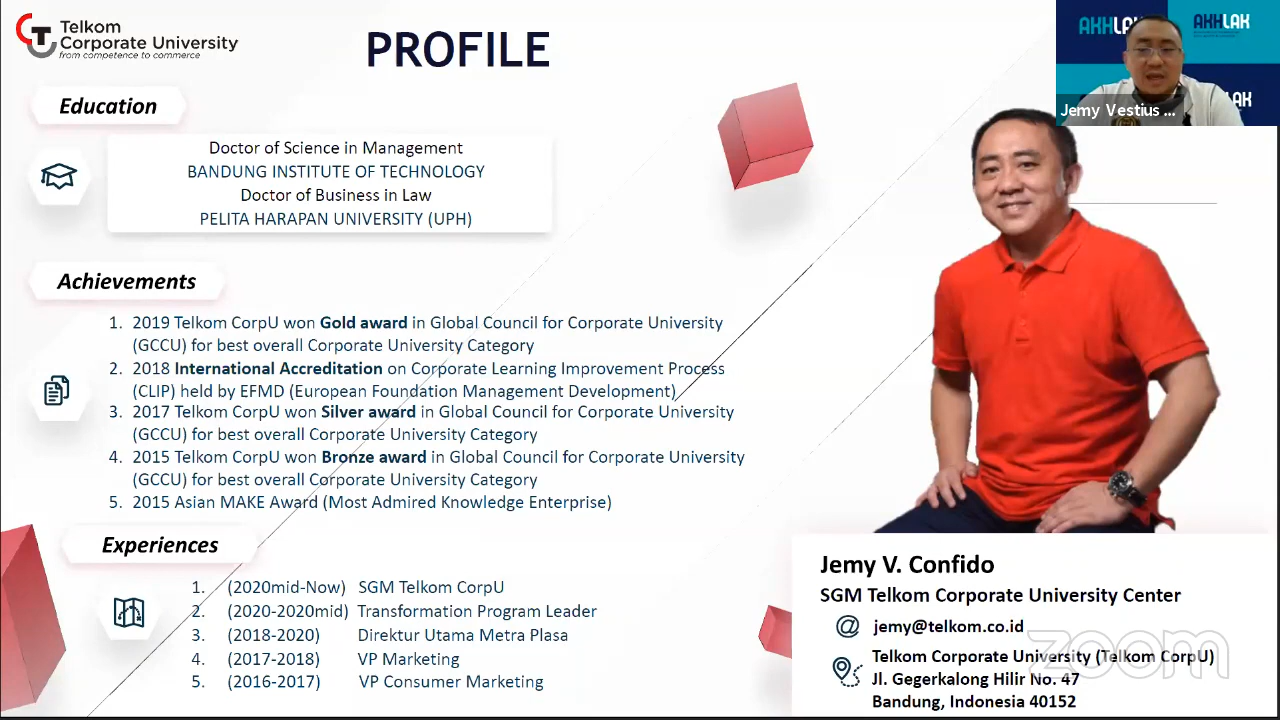 Telkom
Corporate University
from competence to commerce
PROFILE
AKHLAK
AKHLAK
Jemy Vestius ...
Education
Doctor of Science in Management
BANDUNG INSTITUTE OF TECHNOLOGY
Doctor of Business in Law
PELITA HARAPAN UNIVERSITY (UPH)
Achievements
1. 2019 Telkom CorpU won Gold award in Global Council for Corporate University
(GCCU) for best overall Corporate University Category
2. 2018 International Accreditation on Corporate Learning Improvement Process
(CLIP) held by EFMD (European Foundation Management Development)
3. 2017 Telkom CorpU won Silver award in Global Council for Corporate University
(GCCU) for best overall Corporate University Category
4. 2015 Telkom CorpU won Bronze award in Global Council for Corporate University
(GCCU) for best overall Corporate University Category
5. 2015 Asian MAKE Award (Most Admired Knowledge Enterprise)
Experiences
1. (2020mid-Now) SGM Telkom CorpU
2. (2020-2020mid) Transformation Program Leader
3. (2018-2020) Direktur Utama Metra Plasa
4. (2017-2018) VP Marketing
5. (2016-2017) VP Consumer Marketing
Jemy V. Confido
SGM Telkom Corporate University Center
jemy@telkom.co.id
Telkom Corporate University (Telkom CorpU)
Jl. Gegerkalong Hilir No. 47
Bandung, Indonesia 40152
zoom